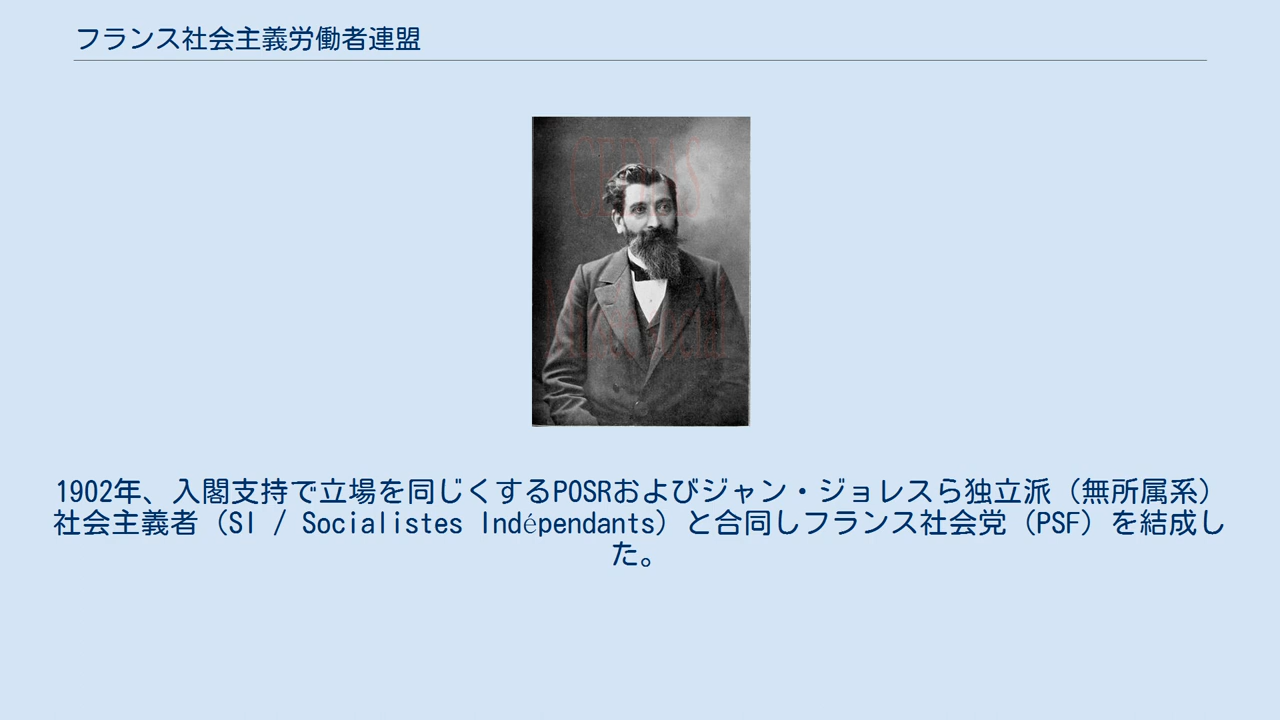 フランス社会主義労働者連盟
1902年、入閣支持で立場を同じくするPOSRおよびジャン・ジョレスら独立派（無所属系）
社会主義者（SI / Socialistes Indépendants）と合同しフランス社会党（PSF）を結成し
た。